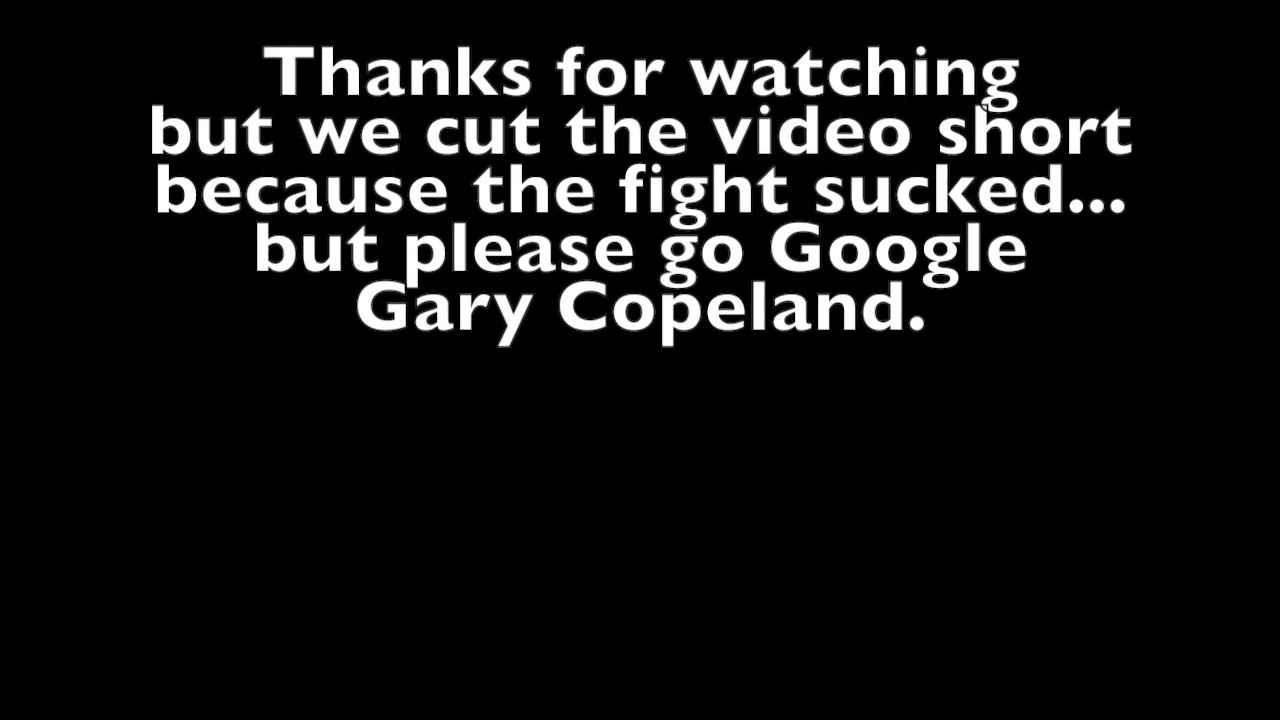 Thanks for watching
but we cut the video short
because the fight sucked...
but please go Google
Gary Copeland.